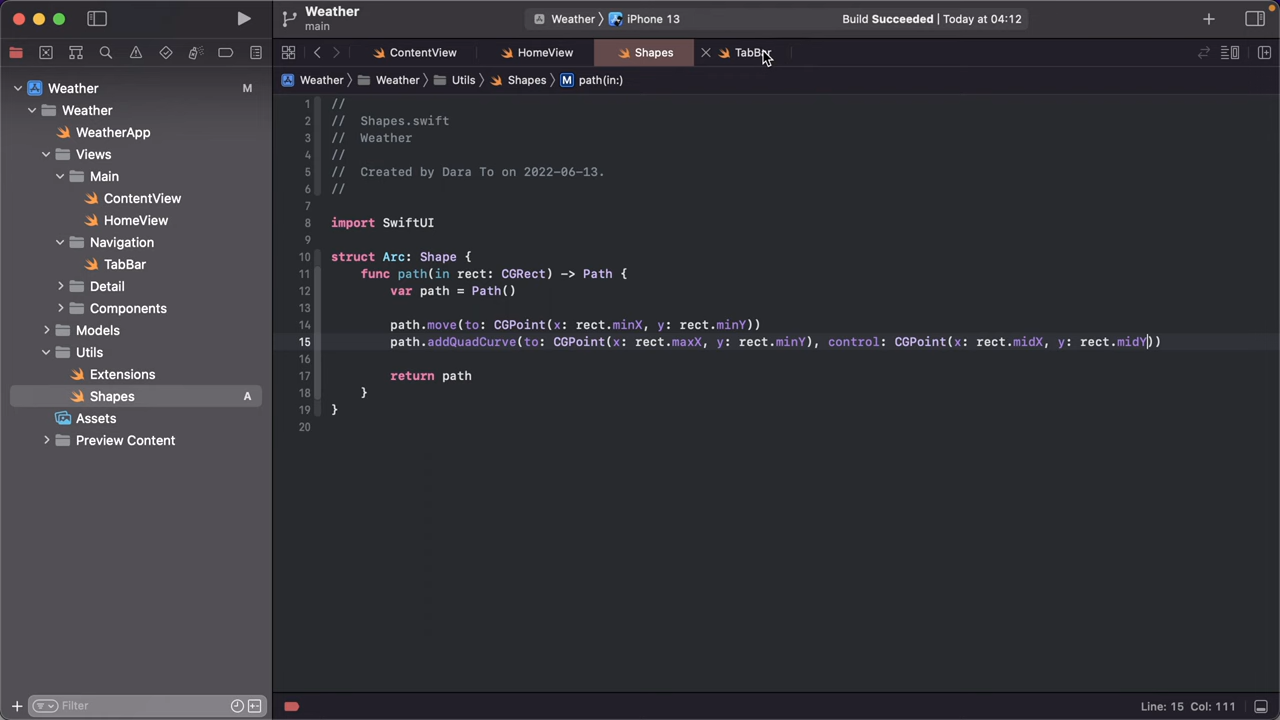 Weather
main
Weather
iPhone 13
Build Succeeded | Today at 04:12
ContentView
HomeView
Shapes
TabBar
Weather
Weather
Utils
Shapes
M
path(in:)
Weather
M
Weather
WeatherApp
Views
Main
ContentView
HomeView
Navigation
TabBar
Detail
Components
Models
Utils
Extensions
Shapes
A
Assets
Preview Content
Filter
1 //
2 // Shapes.swift
3 // Weather
4 //
5 // Created by Dara To on 2022-06-13.
6 //
7
8 import SwiftUI
9
10 struct Arc: Shape {
11 func path(in rect: CGRect) -> Path {
12 var path = Path()
13
14 path.move(to: CGPoint(x: rect.minX, y: rect.minY))
15 path.addQuadCurve(to: CGPoint(x: rect.maxX, y: rect.minY), control: CGPoint(x: rect.midX, y: rect.midY))
16
17 return path
18 }
19 }
20
Line: 15 Col: 111